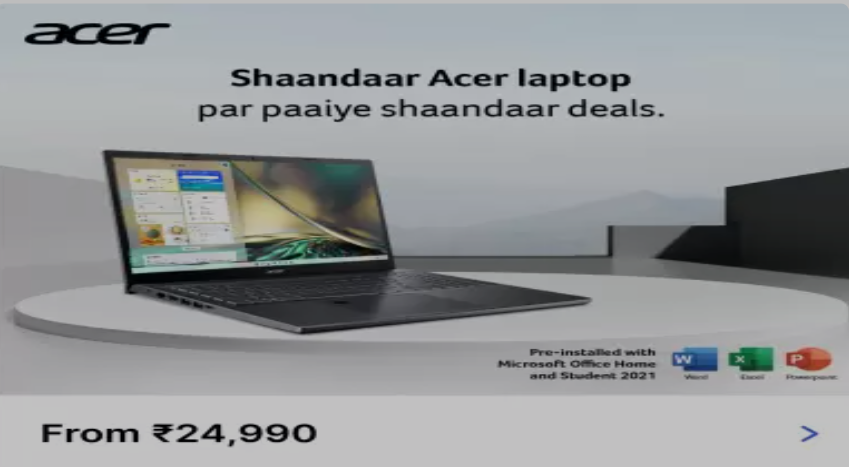 acer
Shaandaar Acer laptop
par paaiye shaandaar deals.
Pre-installed with
Microsoft Office Home
and Student 2021
Word Excel Powerpoint
From ₹24,990